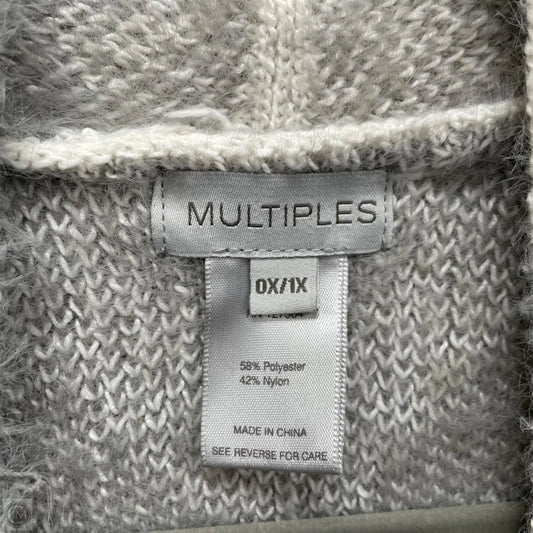 MULTIPLES
0X/1X
58% Polyester
42% Nylon
MADE IN CHINA
SEE REVERSE FOR CARE